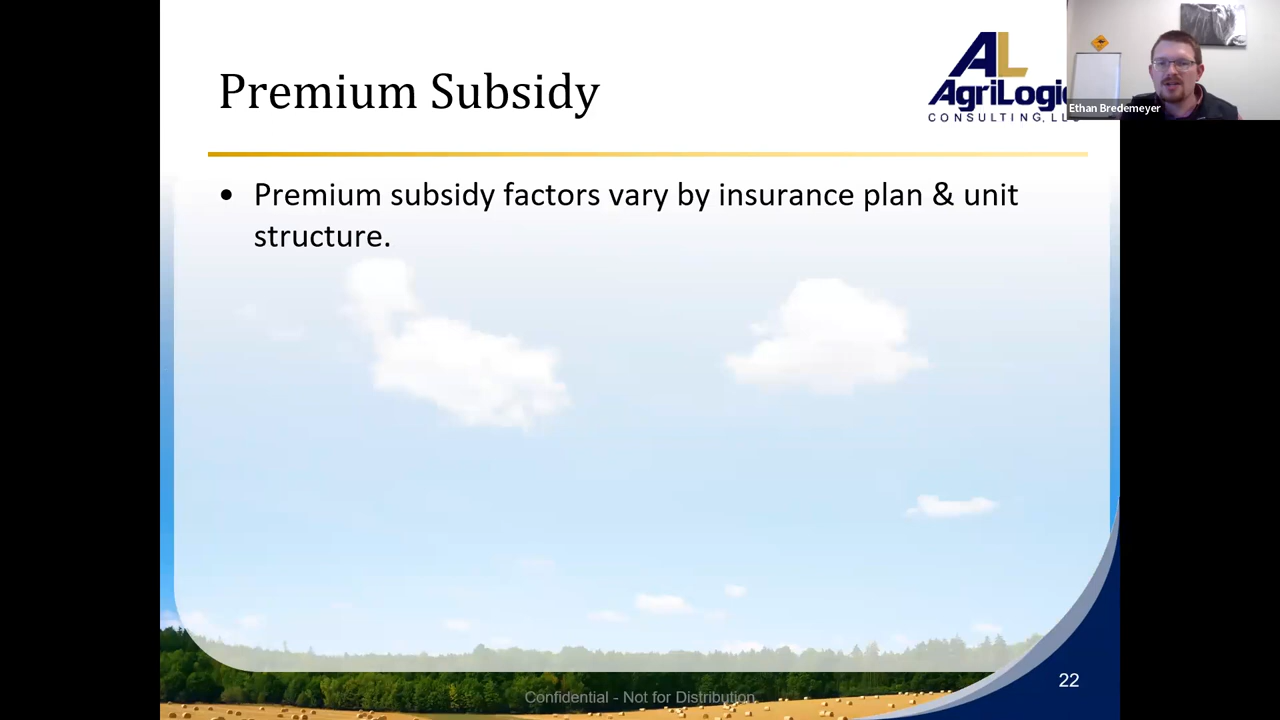 Premium Subsidy
AL
AgriLogic
CONSULTING, LLC
Ethan Bredemeyer
• Premium subsidy factors vary by insurance plan & unit
structure.
22
Confidential - Not for Distribution